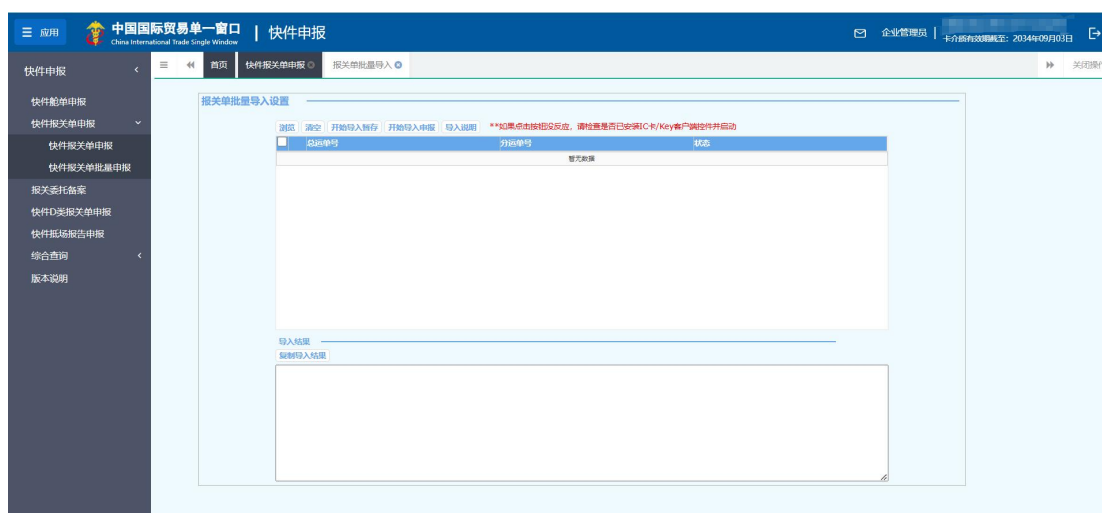 应用
中国国际贸易单一窗口
China International Trade Single Window
快件申报
企业管理员
卡介质有效期截至：2034年09月03日
快件申报
首页
快件报关单申报
报关单批量导入
关闭操作
快件舱单申报
快件报关单申报
快件报关单申报
快件报关单批量申报
报关委托备案
快件D类报关单申报
快件抵场报告申报
综合查询
版本说明
报关单批量导入设置
浏览 清空 开始导入暂存 开始导入申报 导入说明 **如果点击按钮没反应，请检查是否已安装IC卡/Key客户端控件并启动
总运单号 分运单号 状态
暂无数据
导入结果
复制导入结果